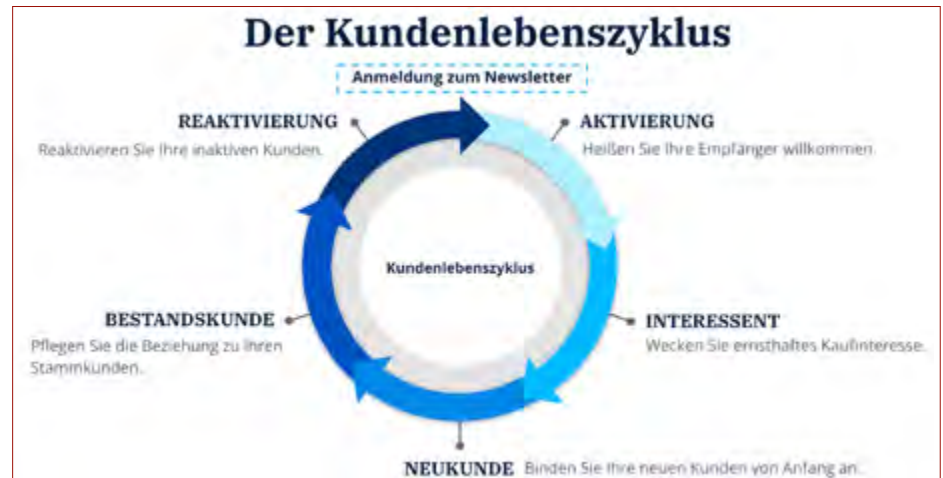 Der Kundenlebenszyklus
Anmeldung zum Newsletter
REAKTIVIERUNG
Reaktivieren Sie Ihre inaktiven Kunden.
AKTIVIERUNG
Heißen Sie Ihre Empfänger willkommen.
Kundenlebenszyklus
BESTANDSKUNDE
Pflegen Sie die Beziehung zu Ihren
Stammkunden.
INTERESSENT
Wecken Sie ernsthaftes Kaufinteresse.
NEUKUNDE Binden Sie Ihre neuen Kunden von Anfang an.